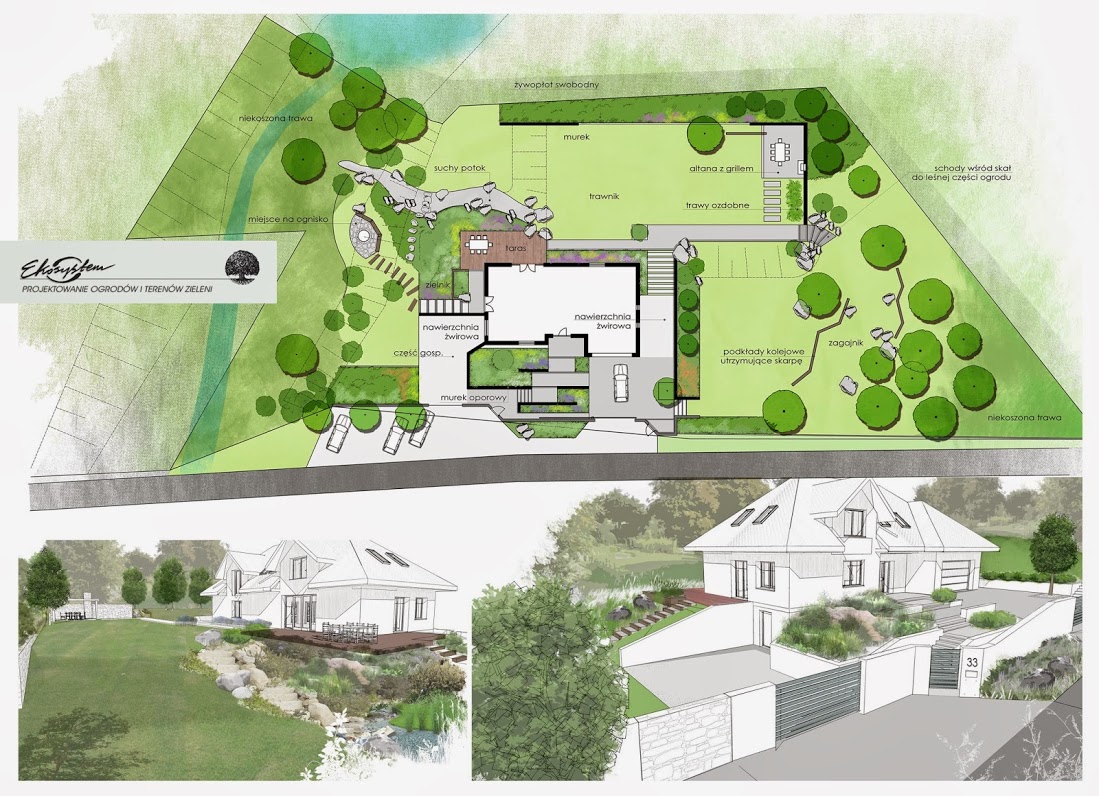 żywopłot swobodny
niekoszona trawa
murek
suchy potok
altana z grillem
schody wśród skał
do leśnej części ogrodu
trawnik
trawy ozdobne
miejsce na ognisko
taras
Ekosystem
PROJEKTOWANIE OGRODÓW I TERENÓW ZIELENI
zielnik
nawierzchnia
żwirowa
nawierzchnia
żwirowa
część gosp.
podkłady kolejowe
utrzymujące skarpę
zagajnik
murek oporowy
niekoszona trawa
33